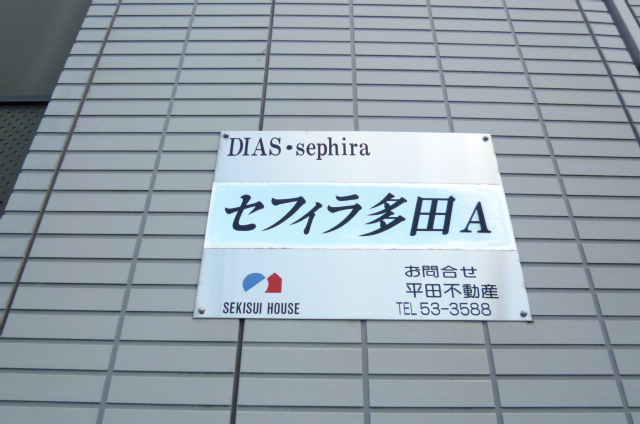 DIAS・sephira
セフィラ多田A
SEKISUI HOUSE
お問合せ
平田不動産
TEL 53-3588